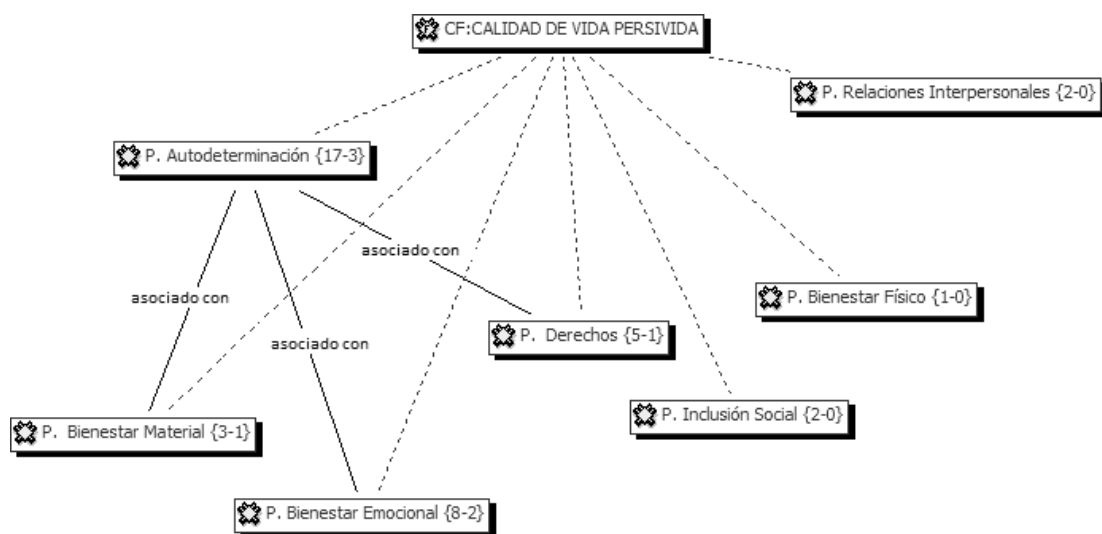 CF:CALIDAD DE VIDA PERSIVIDA
P. Relaciones Interpersonales {2-0}
P. Autodeterminación {17-3}
asociado con
P. Bienestar Físico {1-0}
asociado con
P. Derechos {5-1}
asociado con
P. Inclusión Social {2-0}
P. Bienestar Material {3-1}
P. Bienestar Emocional {8-2}